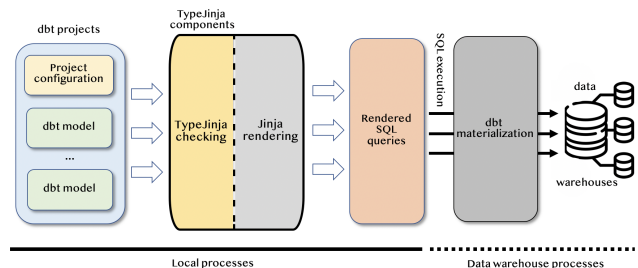 dbt projects
Project
configuration
dbt model
...
dbt model
TypeJinja
components
TypeJinja
checking
Jinja
rendering
Rendered
SQL
queries
SQL execution
dbt
materialization
data
warehouses
Local processes
Data warehouse processes